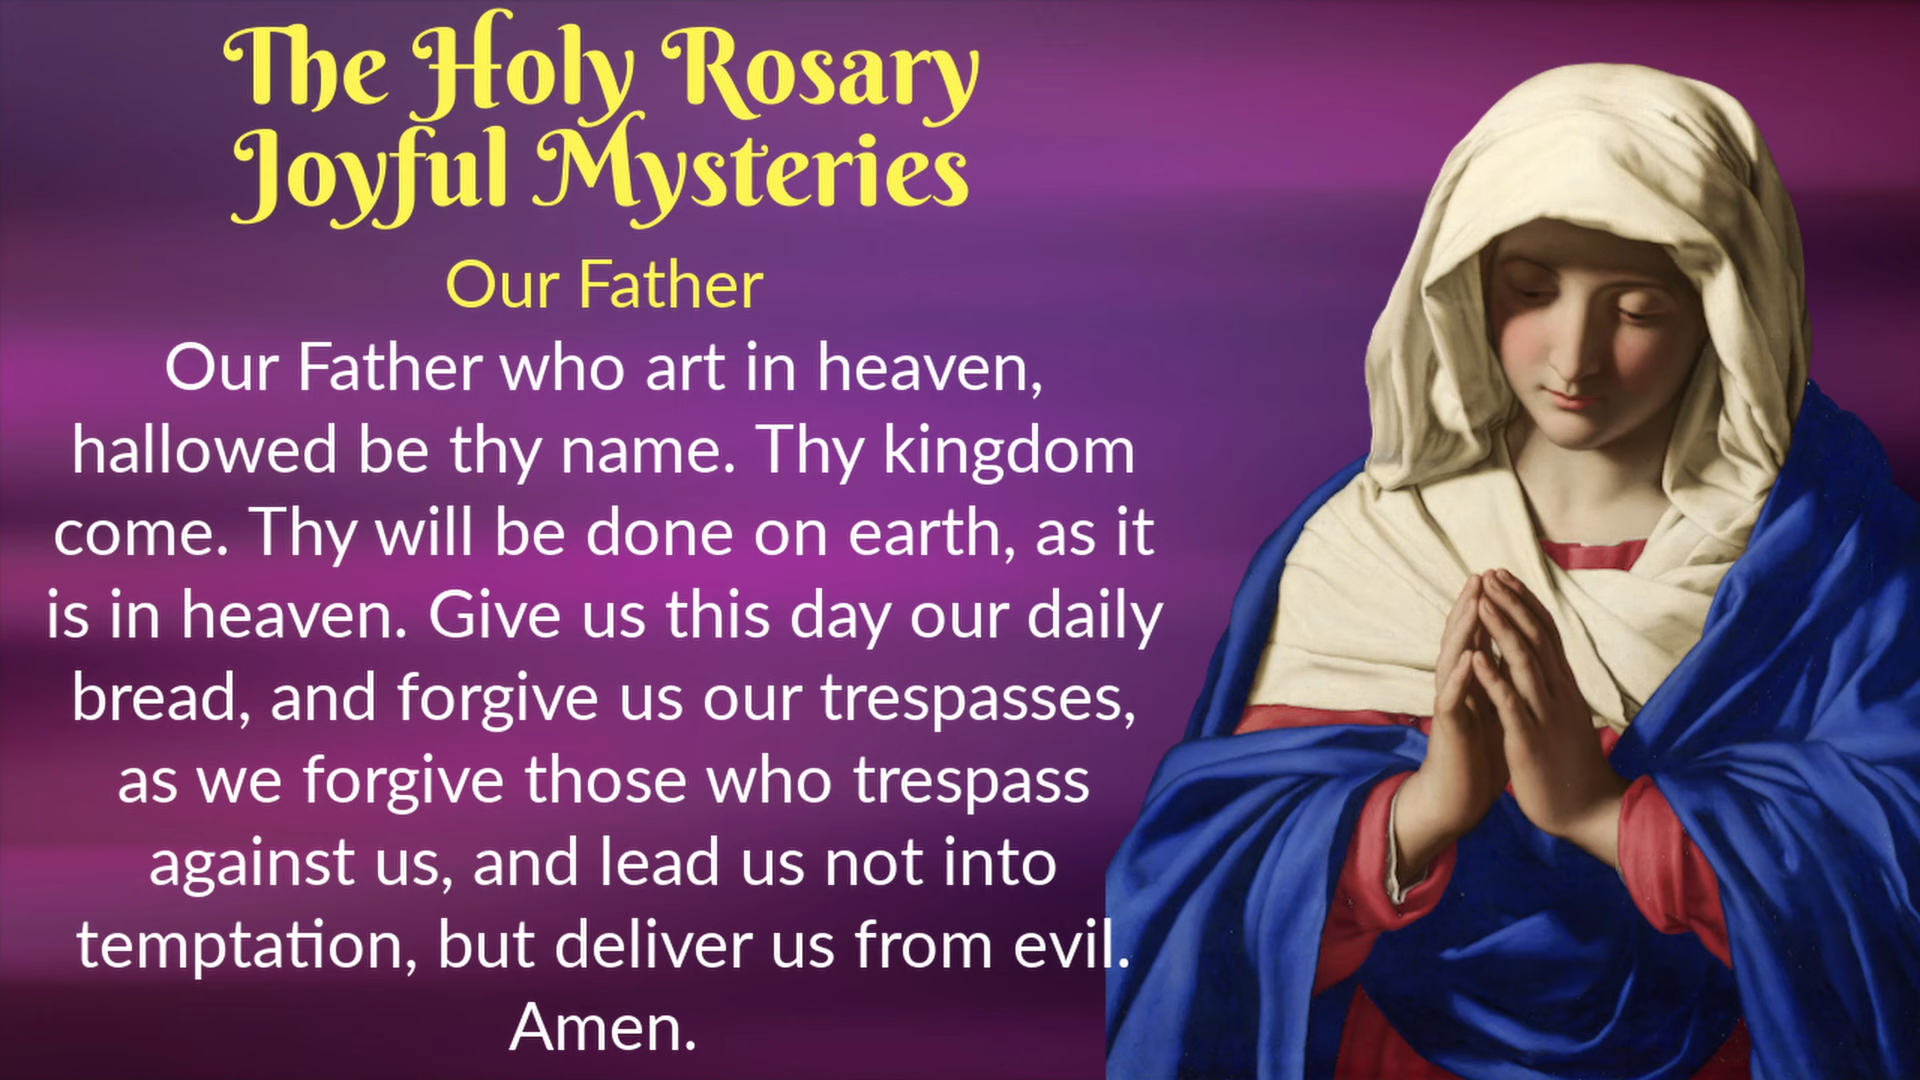 The Holy Rosary
Joyful Mysteries
Our Father
Our Father who art in heaven,
hallowed be thy name. Thy kingdom
come. Thy will be done on earth, as it
is in heaven. Give us this day our daily
bread, and forgive us our trespasses,
as we forgive those who trespass
against us, and lead us not into
temptation, but deliver us from evil.
Amen.